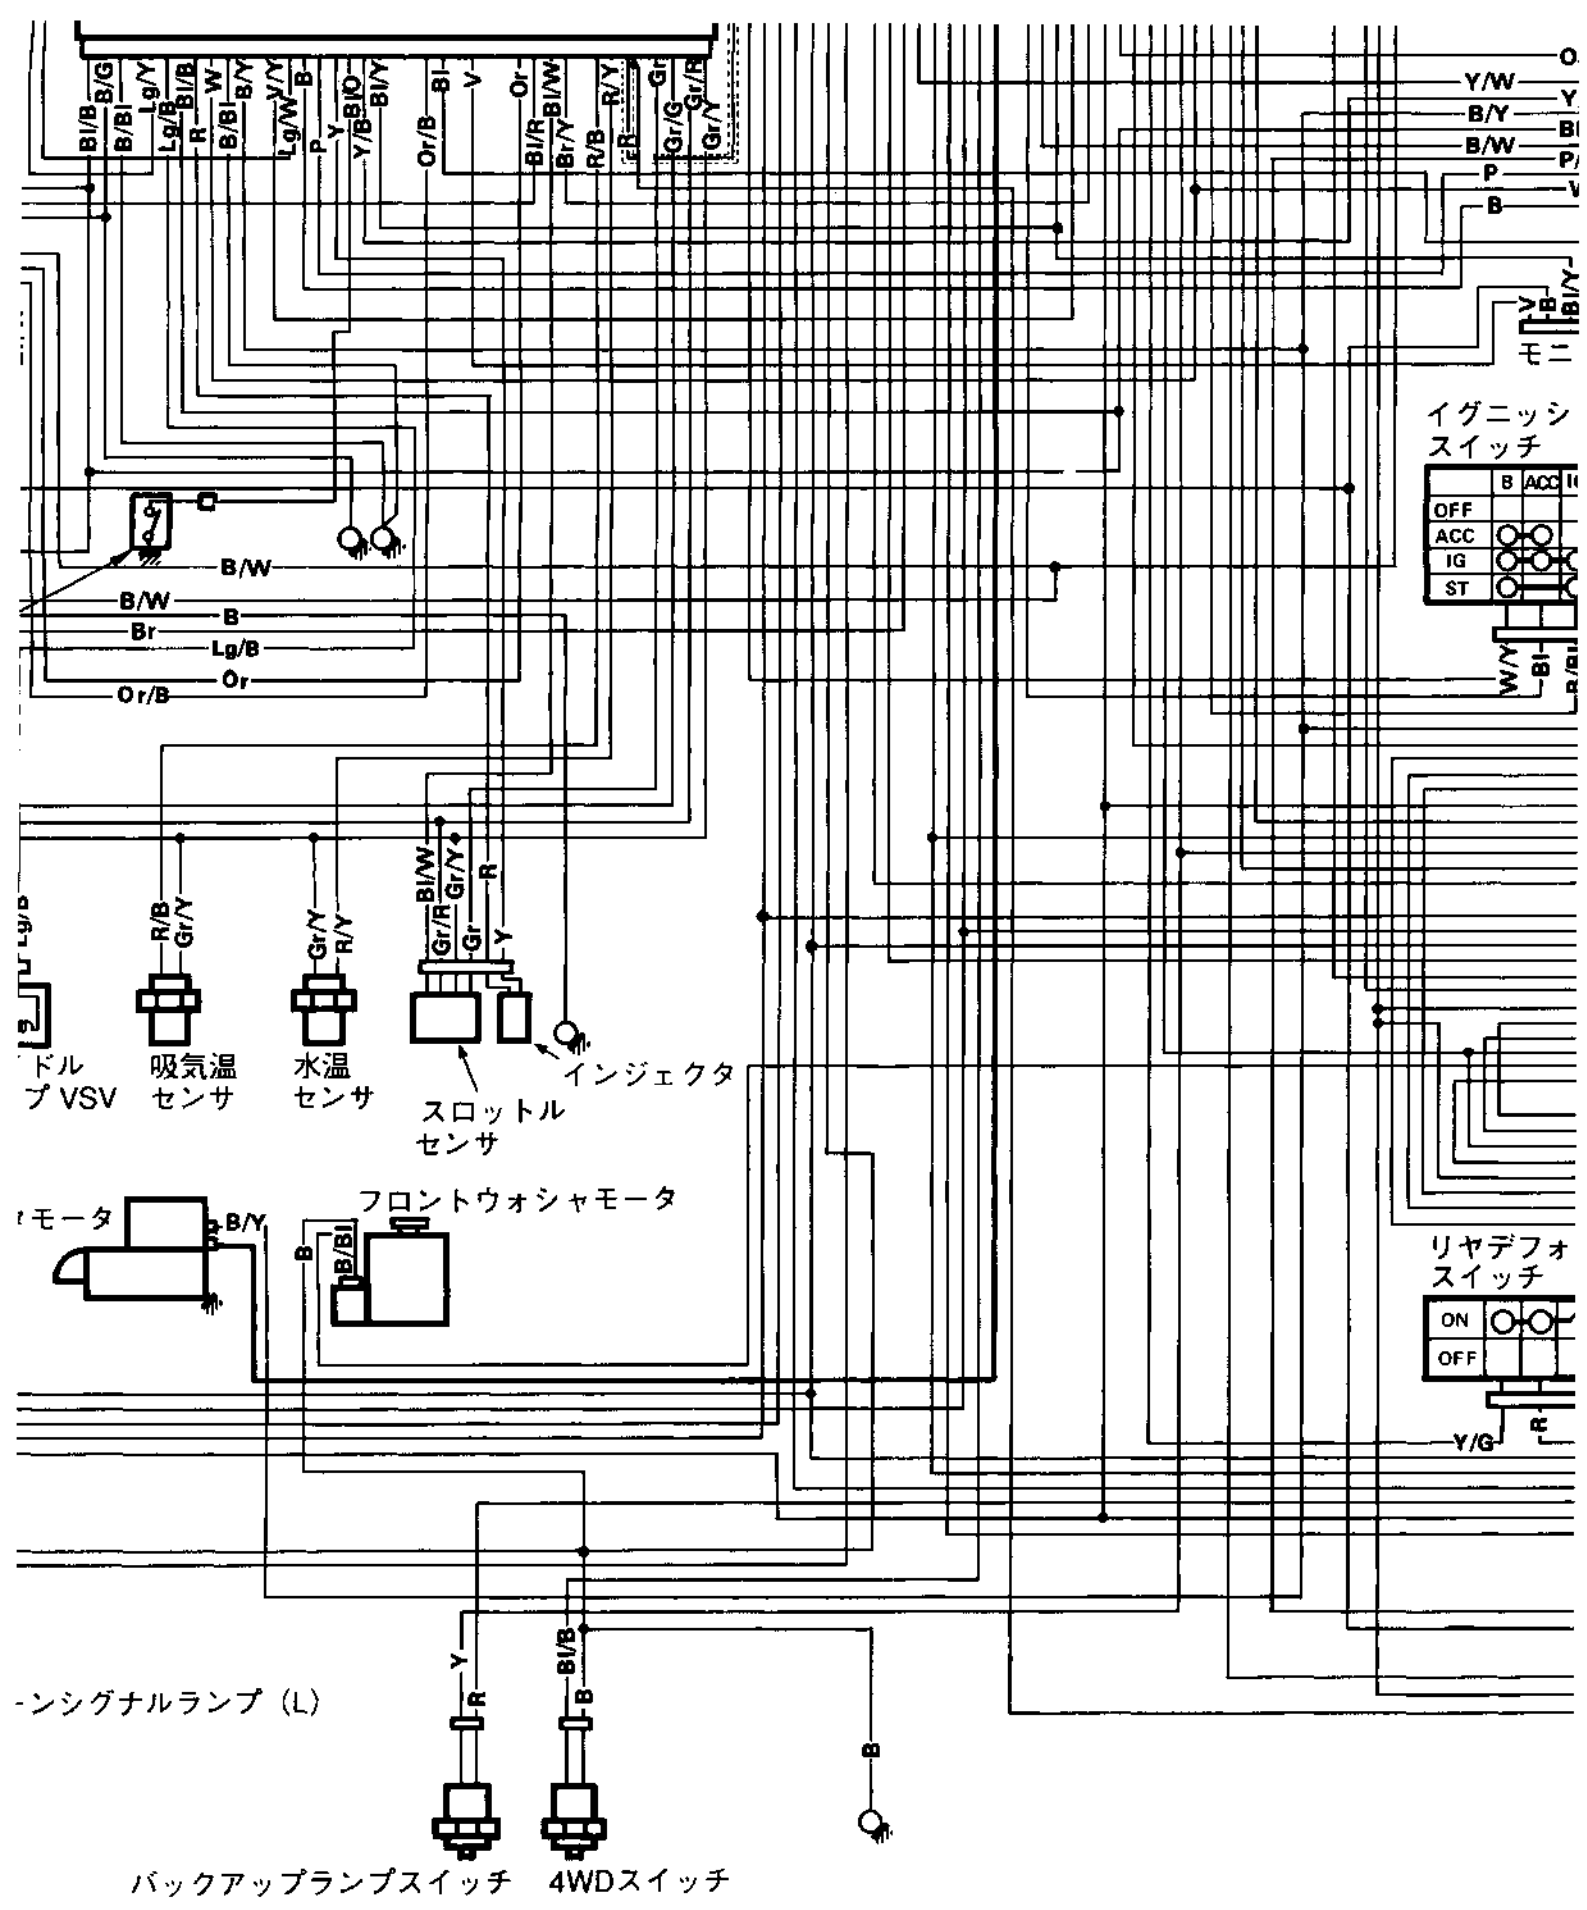 Bl/B
B/G
B/Bl
Lg/Y
Lg/B
Bl/B
R
W
B/Bl
B/Y
V/Y
Lg/W
B
P
Y
Bl/O
Y/B
Bl/Y
Or/B
Bl
V
Or
Bl/R
Bl/W
Br/Y
R/B
R/Y
R
Gr
Gr/G
Gr/R
Gr/Y
Y/W
B/Y
B/W
P
B
V
B
Bl/Y
モニ
イグニッシ
スイッチ
B ACC
OFF
ACC
IG
ST
W/Y
Bl
B/W
B/W
B
Br
Lg/B
Or
Or/B
Bl/W
Gr/R
Gr/Y
Gr
R
Y
R/B
Gr/Y
Gr/Y
R/Y
Lg/B
ドル
プ VSV
吸気温
センサ
水温
センサ
スロットル
センサ
インジェクタ
モータ
B/Y
フロントウォシャモータ
B
B/Bl
リヤデフォ
スイッチ
ON
OFF
Y/G
R
ーンシグナルランプ (L)
Y
R
Bl/B
B
B
バックアップランプスイッチ
4WDスイッチ